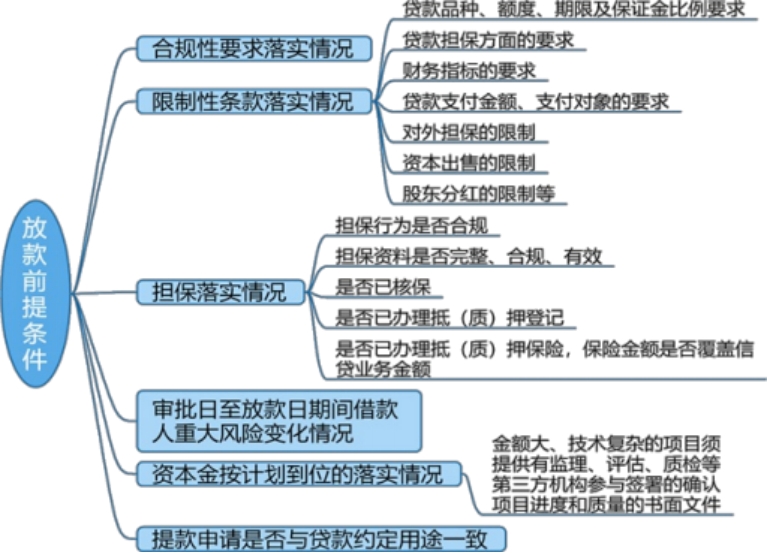 放款前提条件
合规性要求落实情况
限制性条款落实情况
贷款品种、额度、期限及保证金比例要求
贷款担保方面的要求
财务指标的要求
贷款支付金额、支付对象的要求
对外担保的限制
资本出售的限制
股东分红的限制等
担保落实情况
担保行为是否合规
担保资料是否完整、合规、有效
是否已核保
是否已办理抵（质）押登记
是否已办理抵（质）押保险，保险金额是否覆盖信
贷业务金额
审批日至放款日期间借款
人重大风险变化情况
资本金按计划到位的落实情况
金额大、技术复杂的项目须
提供有监理、评估、质检等
第三方机构参与签署的确认
项目进度和质量的书面文件
提款申请是否与贷款约定用途一致